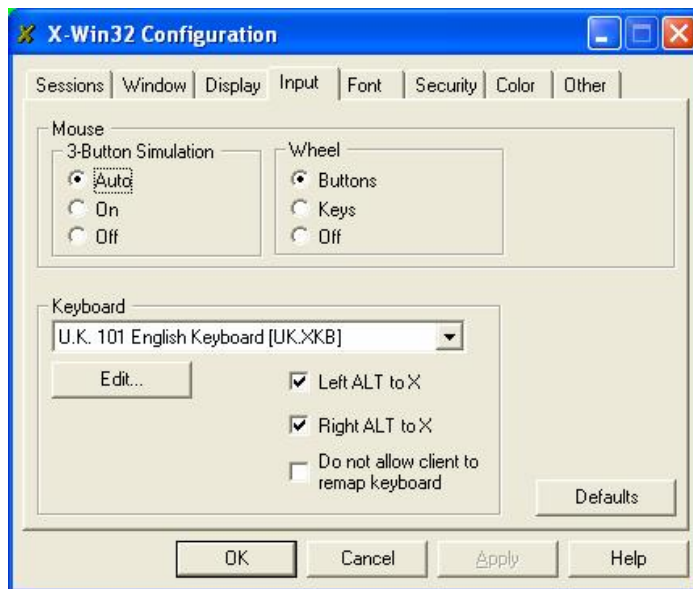 X-Win32 Configuration
Sessions Window Display Input Font Security Color Other
Mouse
3-Button Simulation
Auto
On
Off
Wheel
Buttons
Keys
Off
Keyboard
U.K. 101 English Keyboard [UK.XKB]
Edit...
Left ALT to X
Right ALT to X
Do not allow client to
remap keyboard
Defaults
OK Cancel Apply Help